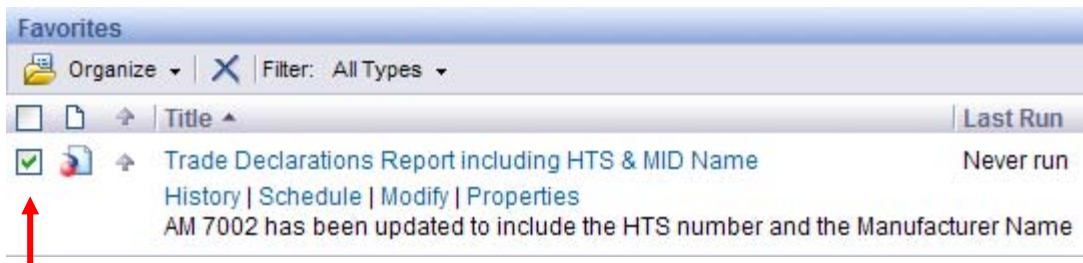 Favorites
Organize Filter: All Types
Title Last Run
Trade Declarations Report including HTS & MID Name Never run
History | Schedule | Modify | Properties
AM 7002 has been updated to include the HTS number and the Manufacturer Name